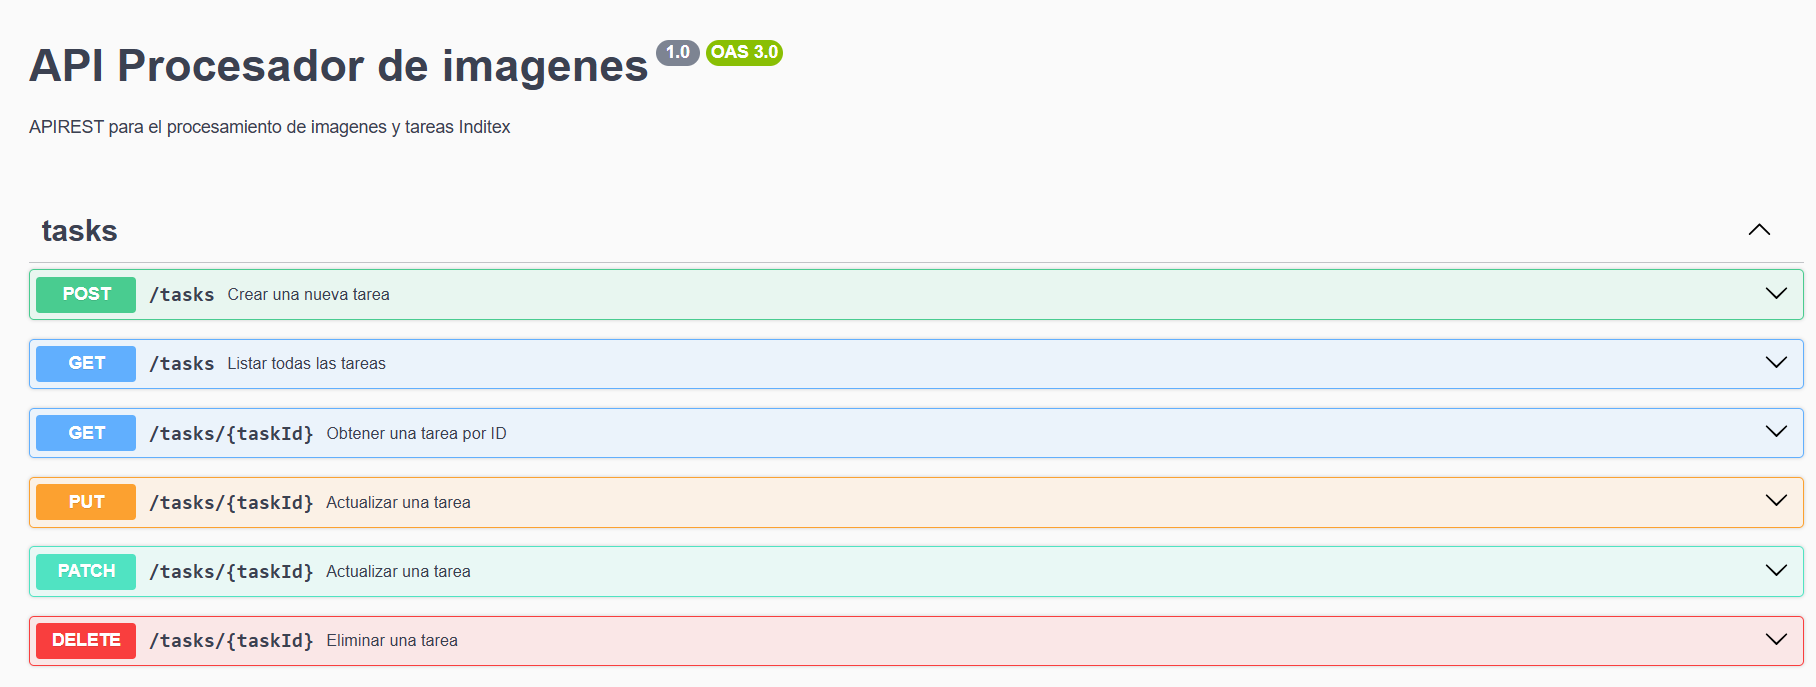 API Procesador de imagenes 1.0 OAS 3.0
APIREST para el procesamiento de imagenes y tareas Inditex
tasks
POST /tasks Crear una nueva tarea
GET /tasks Listar todas las tareas
GET /tasks/{taskId} Obtener una tarea por ID
PUT /tasks/{taskId} Actualizar una tarea
PATCH /tasks/{taskId} Actualizar una tarea
DELETE /tasks/{taskId} Eliminar una tarea